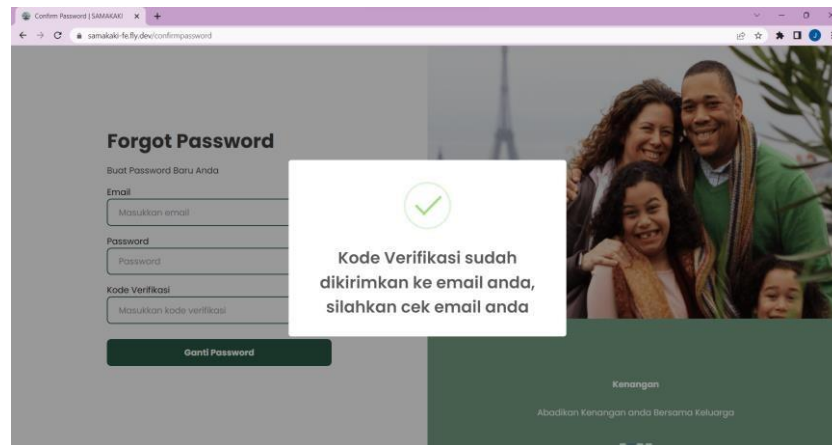 Confirm Password | SAMAKAKI
samakaki-fe.fly.dev/confirmpassword
Forgot Password
Buat Password Baru Anda
Email
Masukkan email
Password
Password
Kode Verifikasi
Masukkan kode verifikasi
Ganti Password
Kode Verifikasi sudah
dikirimkan ke email anda,
silahkan cek email anda
Kenangan
Abadikan Kenangan anda Bersama Keluarga